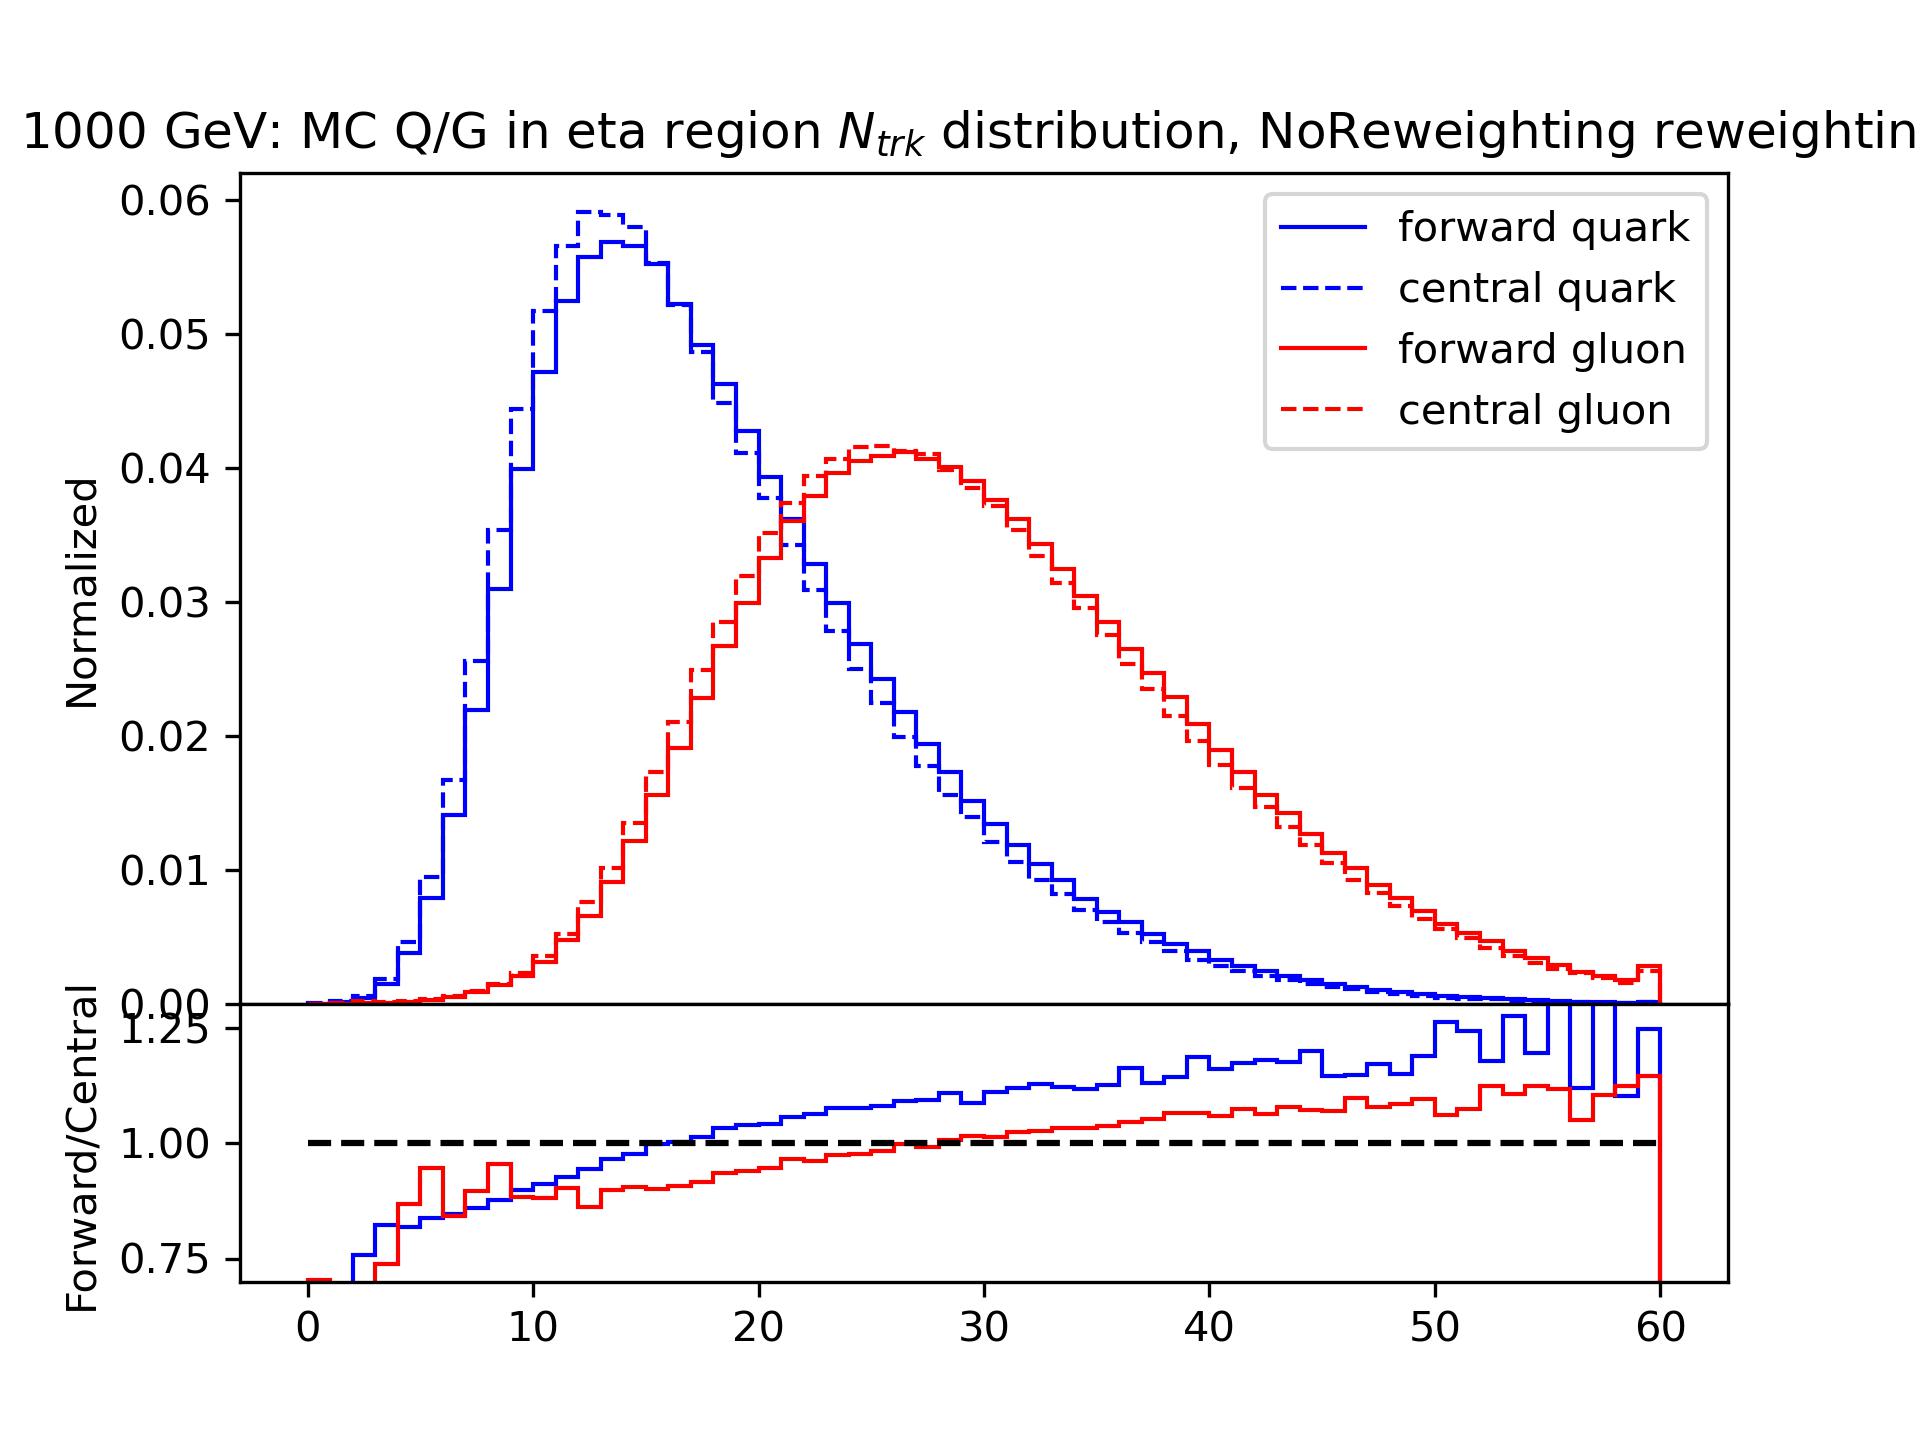 1000 GeV: MC Q/G in eta region N_trk distribution, NoReweighting reweightin
forward quark
central quark
forward gluon
central gluon
Normalized
0.06
0.05
0.04
0.03
0.02
0.01
0.00
Forward/Central
1.25
1.00
0.75
0 10 20 30 40 50 60